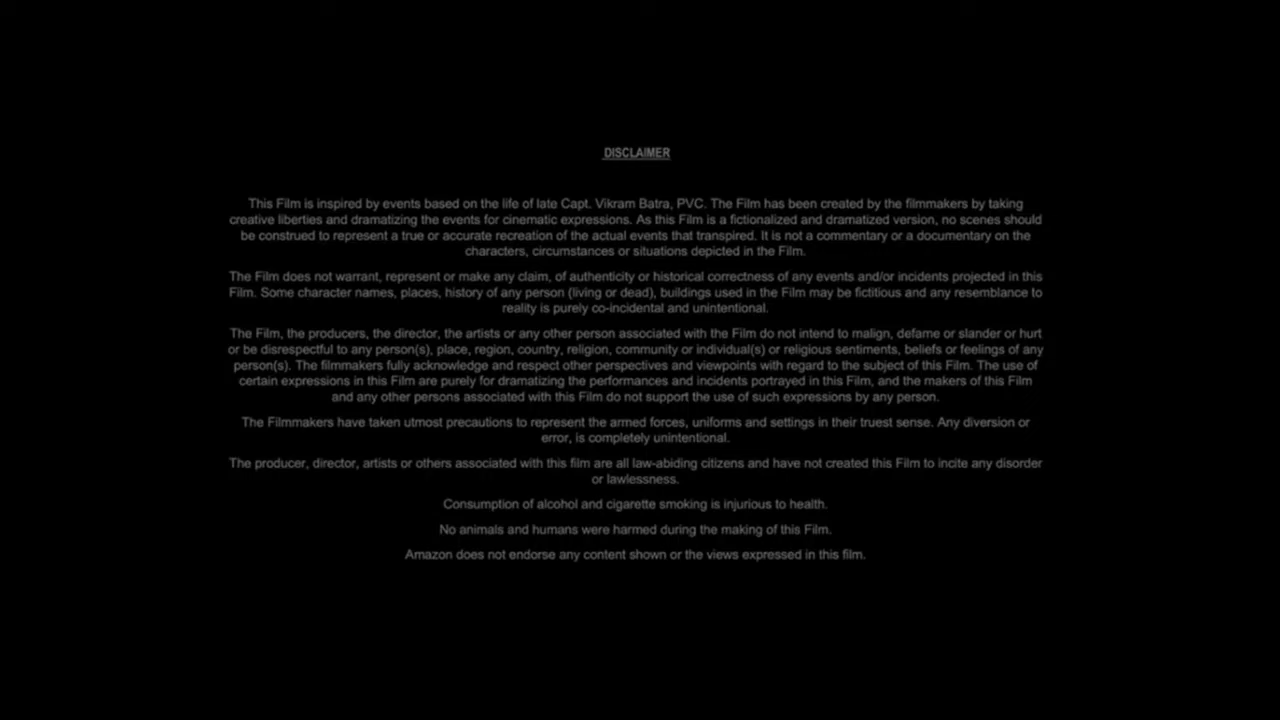 DISCLAIMER
This Film is inspired by events based on the life of late Capt. Vikram Batra, PVC. The Film has been created by the filmmakers by taking
creative liberties and dramatizing the events for cinematic expressions. As this Film is a fictionalized and dramatized version, no scenes should
be construed to represent a true or accurate recreation of the actual events that transpired. It is not a commentary or a documentary on the
characters, circumstances or situations depicted in the Film.
The Film does not warrant, represent or make any claim, of authenticity or historical correctness of any events and/or incidents projected in this
Film. Some character names, places, history of any person (living or dead), buildings used in the Film may be fictitious and any resemblance to
reality is purely co-incidental and unintentional.
The Film, the producers, the director, the artists or any other person associated with the Film do not intend to malign, defame or slander or hurt
or be disrespectful to any person(s), place, region, country, religion, community or individual(s) or religious sentiments, beliefs or feelings of any
person(s). The filmmakers fully acknowledge and respect other perspectives and viewpoints with regard to the subject of this Film. The use of
certain expressions in this Film are purely for dramatizing the performances and incidents portrayed in this Film, and the makers of this Film
and any other persons associated with this Film do not support the use of such expressions by any person.
The Filmmakers have taken utmost precautions to represent the armed forces, uniforms and settings in their truest sense. Any diversion or
error, is completely unintentional.
The producer, director, artists or others associated with this film are all law-abiding citizens and have not created this Film to incite any disorder
or lawlessness.
Consumption of alcohol and cigarette smoking is injurious to health.
No animals and humans were harmed during the making of this Film.
Amazon does not endorse any content shown or the views expressed in this film.